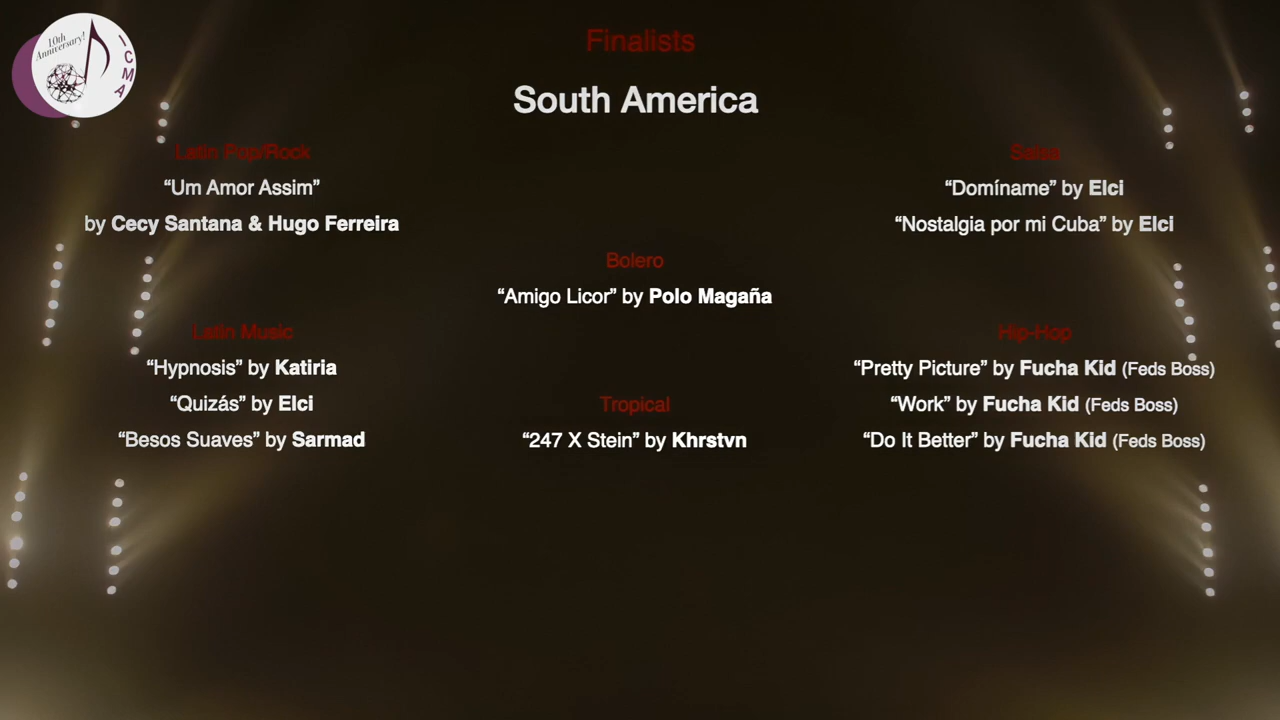 10th
Anniversary!
ICMA
Finalists
South America
Latin Pop/Rock
“Um Amor Assim”
by Cecy Santana & Hugo Ferreira
Latin Music
“Hypnosis” by Katiria
“Quizás” by Elci
“Besos Suaves” by Sarmad
Bolero
“Amigo Licor” by Polo Magaña
Tropical
“247 X Stein” by Khrstvn
Salsa
“Domíname” by Elci
“Nostalgia por mi Cuba” by Elci
Hip-Hop
“Pretty Picture” by Fucha Kid (Feds Boss)
“Work” by Fucha Kid (Feds Boss)
“Do It Better” by Fucha Kid (Feds Boss)